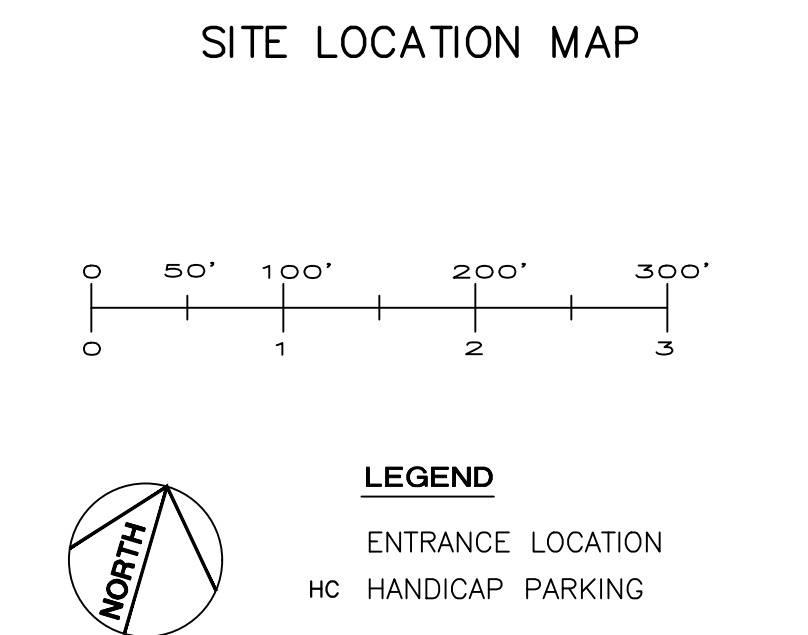 SITE LOCATION MAP
0 50' 100' 200' 300'
0 1 2 3
LEGEND
NORTH
ENTRANCE LOCATION
HC HANDICAP PARKING